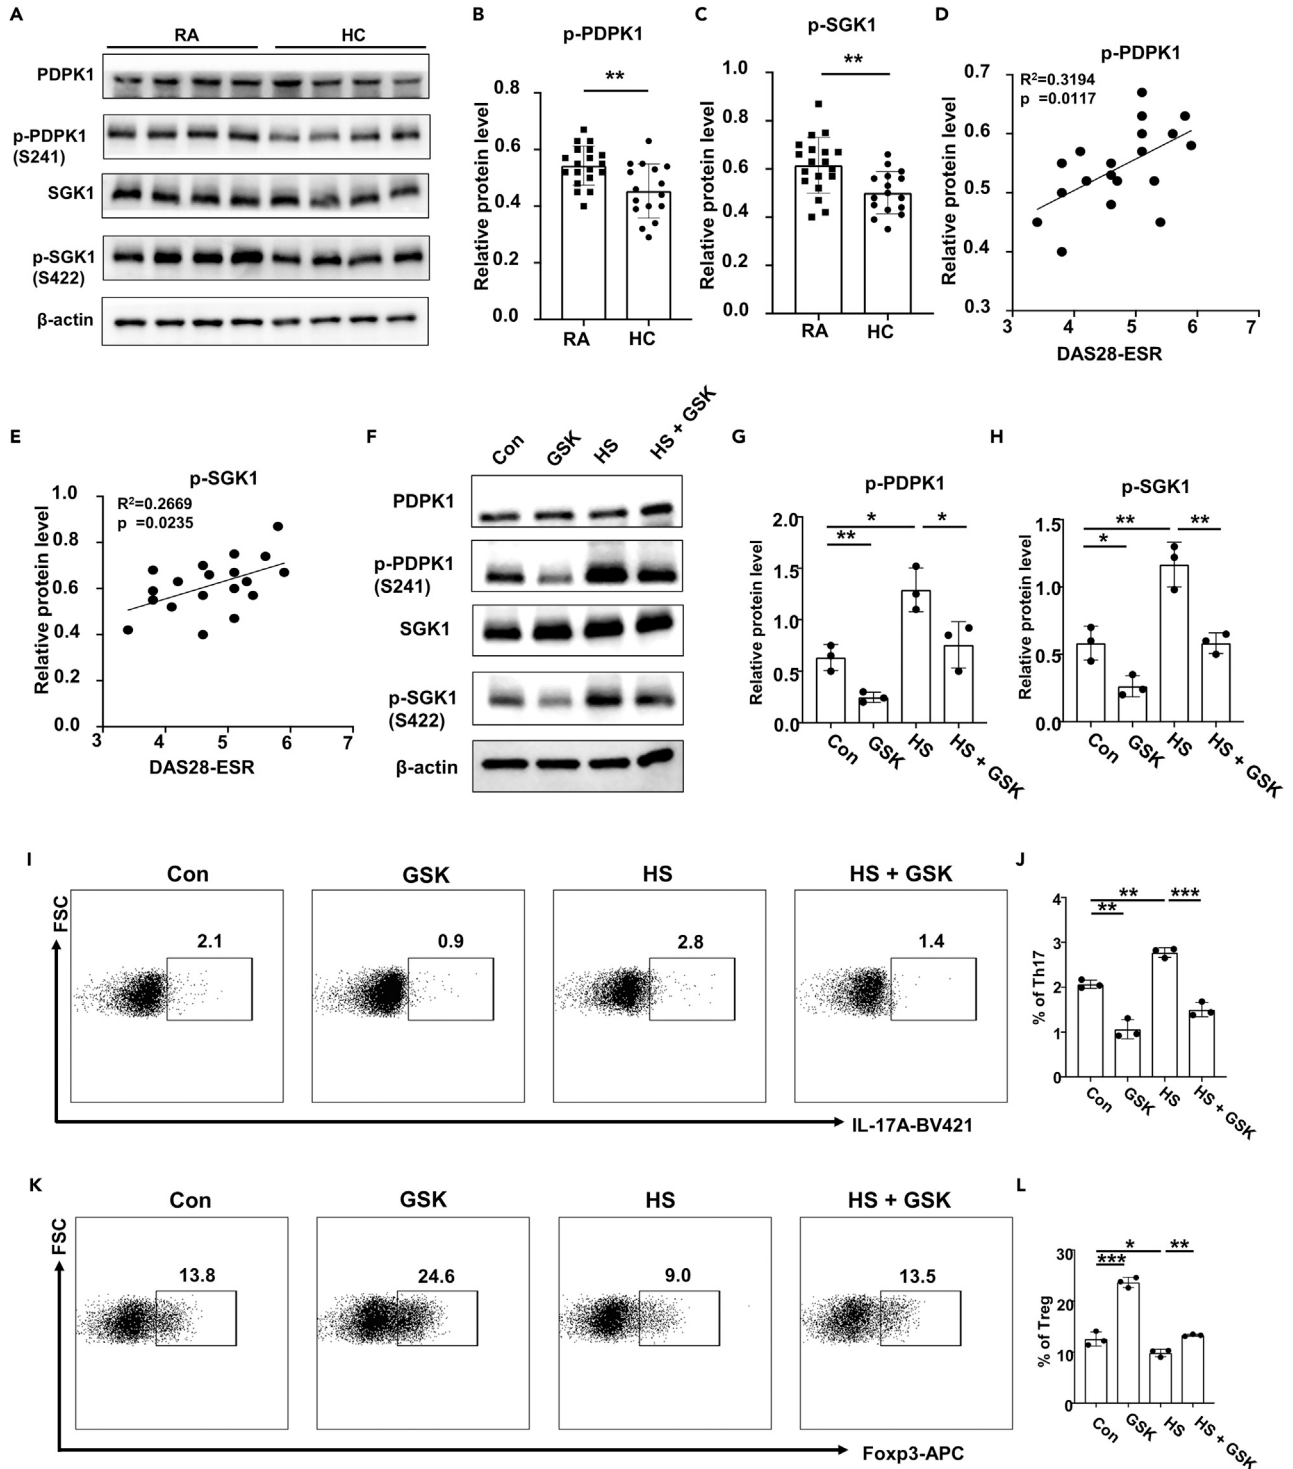 A
RA HC
PDPK1
p-PDPK1
(S241)
SGK1
p-SGK1
(S422)
β-actin
B
p-PDPK1
**
Relative protein level
0.8
0.6
0.4
0.2
0.0
RA HC
C
p-SGK1
**
Relative protein level
1.0
0.8
0.6
0.4
0.2
0.0
RA HC
D
p-PDPK1
R²=0.3194
p =0.0117
Relative protein level
0.7
0.6
0.5
0.4
0.3
3 4 5 6 7
DAS28-ESR
E
p-SGK1
R²=0.2669
p =0.0235
Relative protein level
1.0
0.8
0.6
0.4
0.2
0.0
3 4 5 6 7
DAS28-ESR
F
Con GSK HS HS + GSK
PDPK1
p-PDPK1
(S241)
SGK1
p-SGK1
(S422)
β-actin
G
p-PDPK1
* *
**
Relative protein level
2.0
1.5
1.0
0.5
0.0
Con GSK HS HS + GSK
H
p-SGK1
** **
*
Relative protein level
1.5
1.0
0.5
0.0
Con GSK HS HS + GSK
I
Con GSK HS HS + GSK
FSC
2.1 0.9 2.8 1.4
IL-17A-BV421
J
** ***
**
% of Th17
4
3
2
1
0
Con GSK HS HS + GSK
K
Con GSK HS HS + GSK
FSC
13.8 24.6 9.0 13.5
Foxp3-APC
L
* **
***
% of Treg
30
20
10
0
Con GSK HS HS + GSK